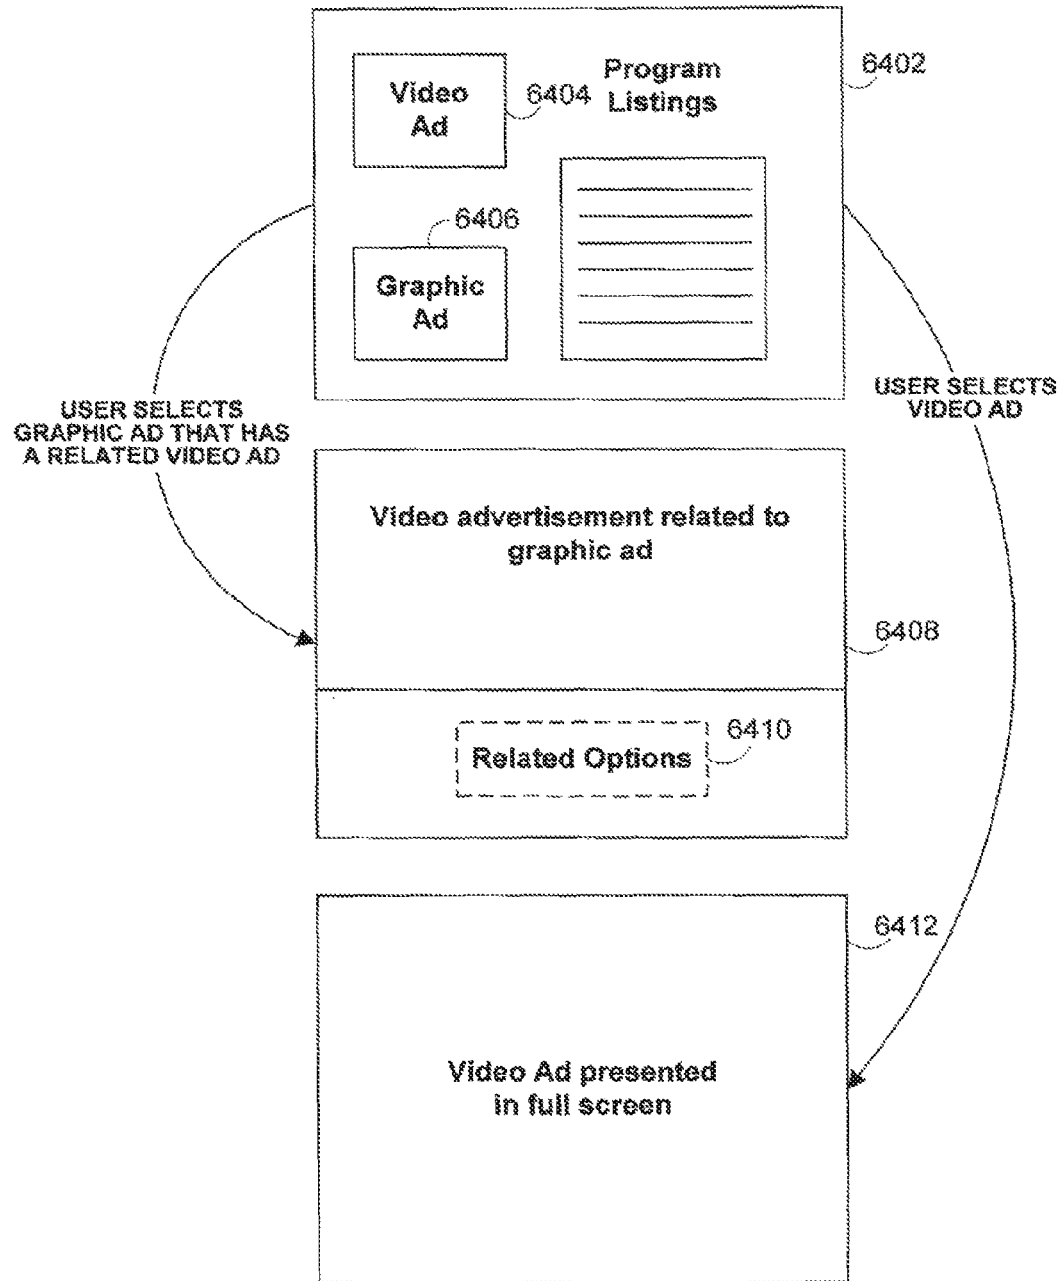 Video
Ad
6404
Program
Listings
6402
6406
Graphic
Ad
USER SELECTS
GRAPHIC AD THAT HAS
A RELATED VIDEO AD
USER SELECTS
VIDEO AD
Video advertisement related to
graphic ad
6408
Related Options
6410
6412
Video Ad presented
in full screen